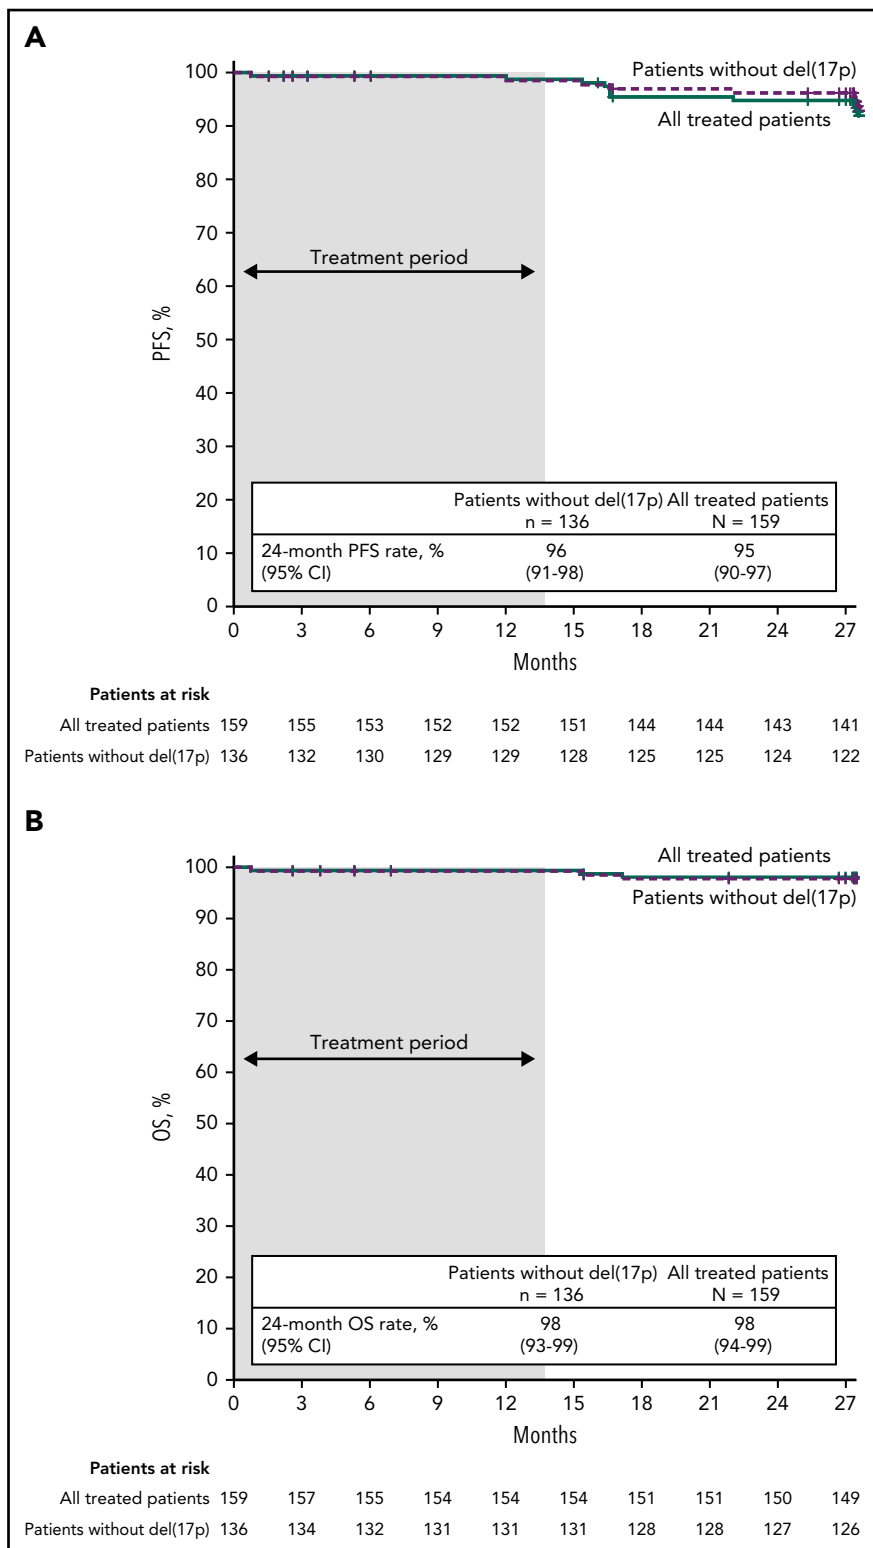 A
100
90
80
70
60
50
40
30
20
10
0
PFS, %
Patients without del(17p)
All treated patients
Treatment period
Patients without del(17p) All treated patients
n = 136 N = 159
24-month PFS rate, % 96 95
(95% CI) (91-98) (90-97)
0 3 6 9 12 15 18 21 24 27
Months
Patients at risk
All treated patients 159 155 153 152 152 151 144 144 143 141
Patients without del(17p) 136 132 130 129 129 128 125 125 124 122
B
100
90
80
70
60
50
40
30
20
10
0
OS, %
All treated patients
Patients without del(17p)
Treatment period
Patients without del(17p) All treated patients
n = 136 N = 159
24-month OS rate, % 98 98
(95% CI) (93-99) (94-99)
0 3 6 9 12 15 18 21 24 27
Months
Patients at risk
All treated patients 159 157 155 154 154 154 151 151 150 149
Patients without del(17p) 136 134 132 131 131 131 128 128 127 126